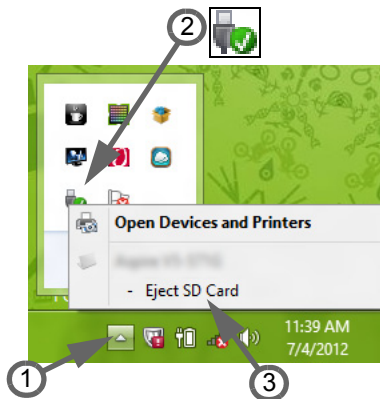 2
Open Devices and Printers
- Eject SD Card
11:39 AM
7/4/2012
1
3